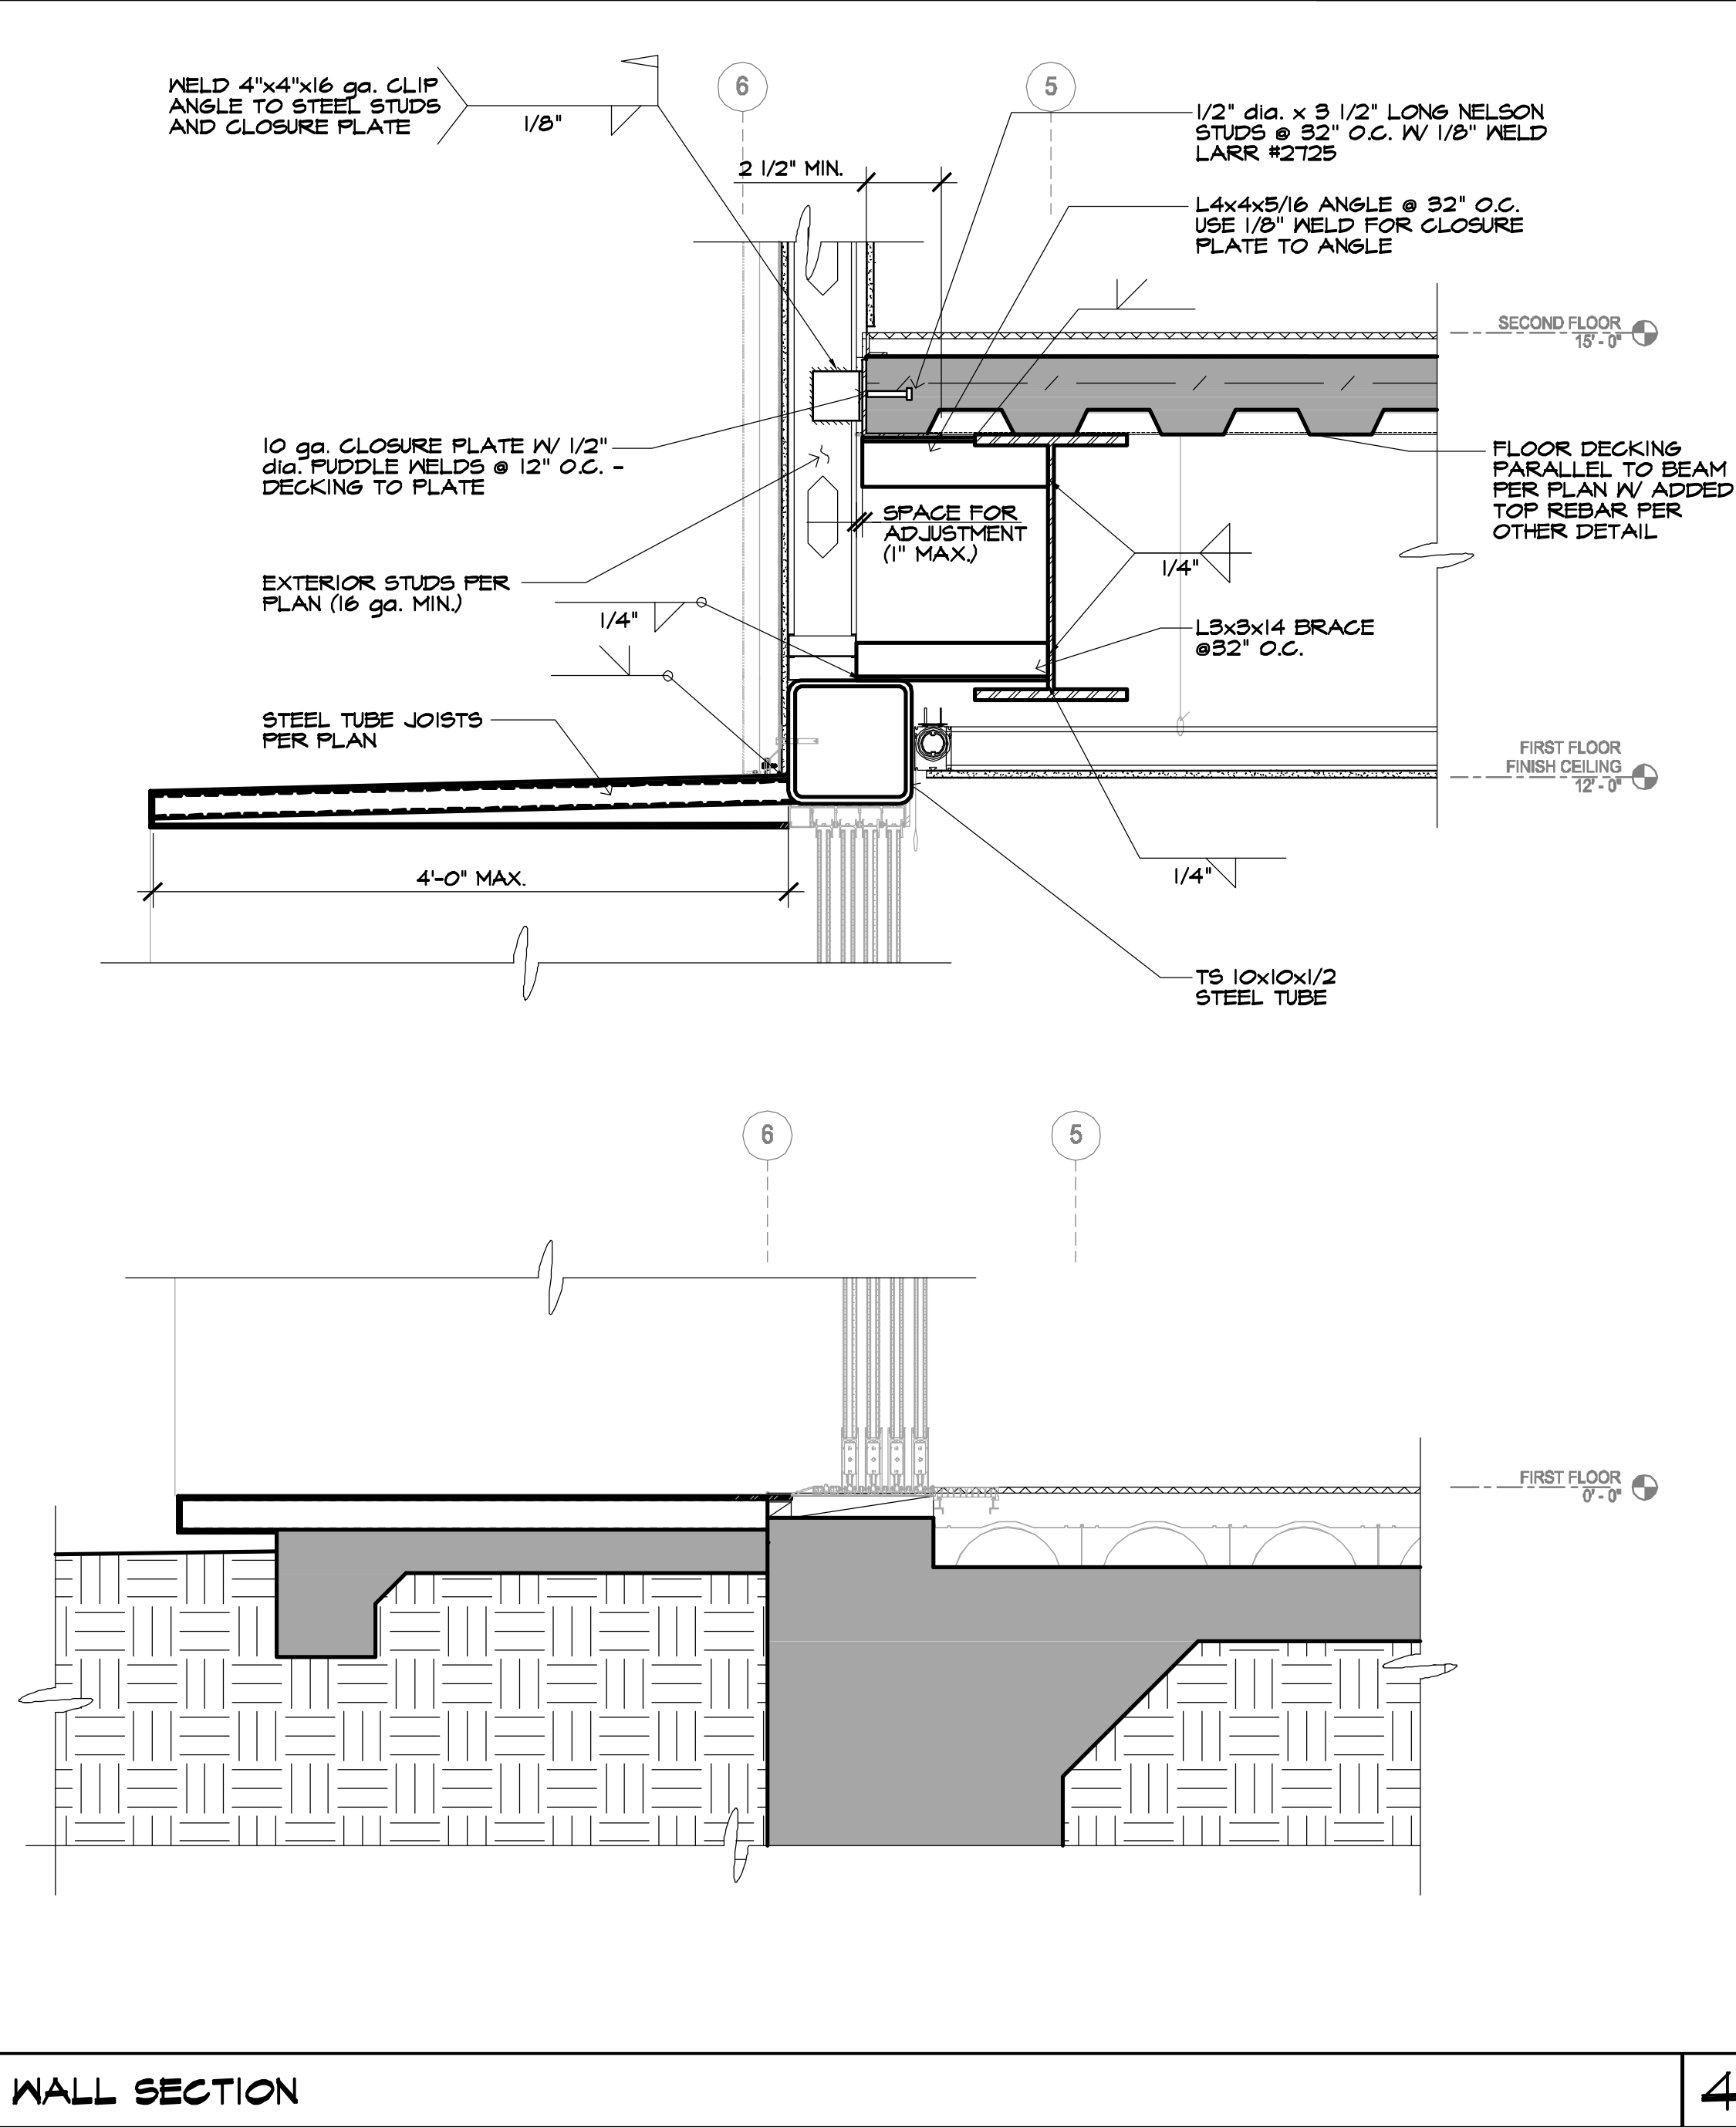 WELD 4"x4"x16 ga. CLIP
ANGLE TO STEEL STUDS
AND CLOSURE PLATE
1/8"
6
5
1/2" dia. x 3 1/2" LONG NELSON
STUDS @ 32" O.C. W/ 1/8" WELD
LARR #2725
2 1/2" MIN.
L4x4x5/16 ANGLE @ 32" O.C.
USE 1/8" WELD FOR CLOSURE
PLATE TO ANGLE
SECOND FLOOR
15' - 0"
10 ga. CLOSURE PLATE W/ 1/2"
dia. PUDDLE WELDS @ 12" O.C. -
DECKING TO PLATE
FLOOR DECKING
PARALLEL TO BEAM
PER PLAN W/ ADDED
TOP REBAR PER
OTHER DETAIL
SPACE FOR
ADJUSTMENT
(1" MAX.)
1/4"
EXTERIOR STUDS PER
PLAN (16 ga. MIN.)
1/4"
L3x3x14 BRACE
@32" O.C.
STEEL TUBE JOISTS
PER PLAN
FIRST FLOOR
FINISH CEILING
12' - 0"
4'-0" MAX.
1/4"
TS 10x10x1/2
STEEL TUBE
6
5
FIRST FLOOR
0' - 0"
WALL SECTION
4